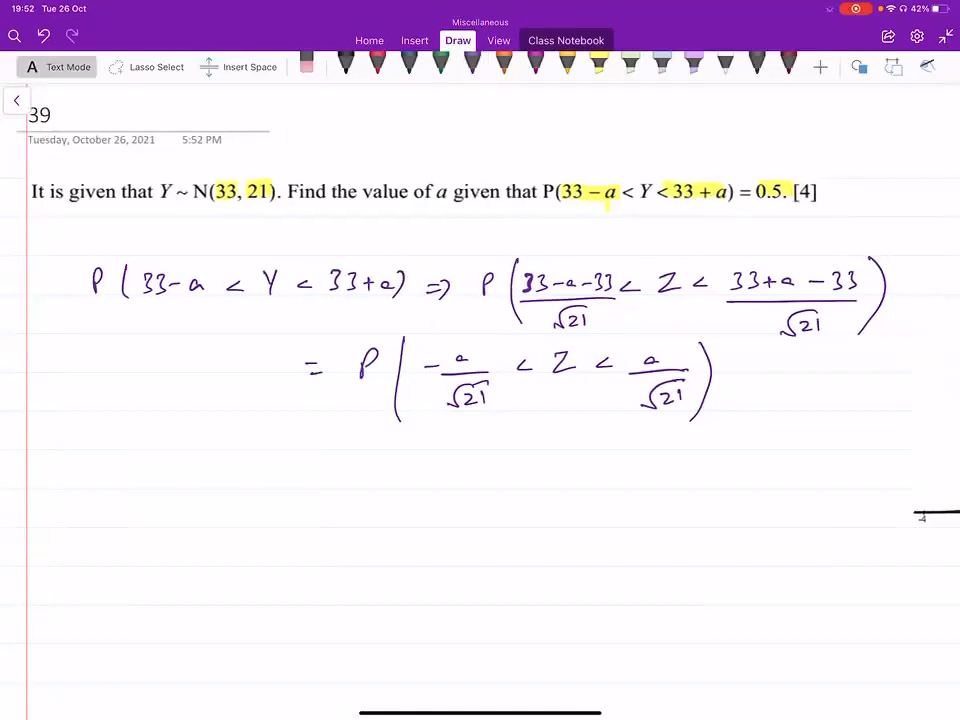 19:52 Tue 26 Oct
42%
Miscellaneous
Home Insert Draw View Class Notebook
A Text Mode Lasso Select Insert Space
39
Tuesday, October 26, 2021 5:52 PM
It is given that Y ~ N(33, 21). Find the value of a given that P(33 − a < Y < 33 + a) = 0.5. [4]
P (33-a < Y < 33+a) => P (33-a-33/√21 < Z < 33+a-33/√21)
= P (-a/√21 < Z < a/√21)